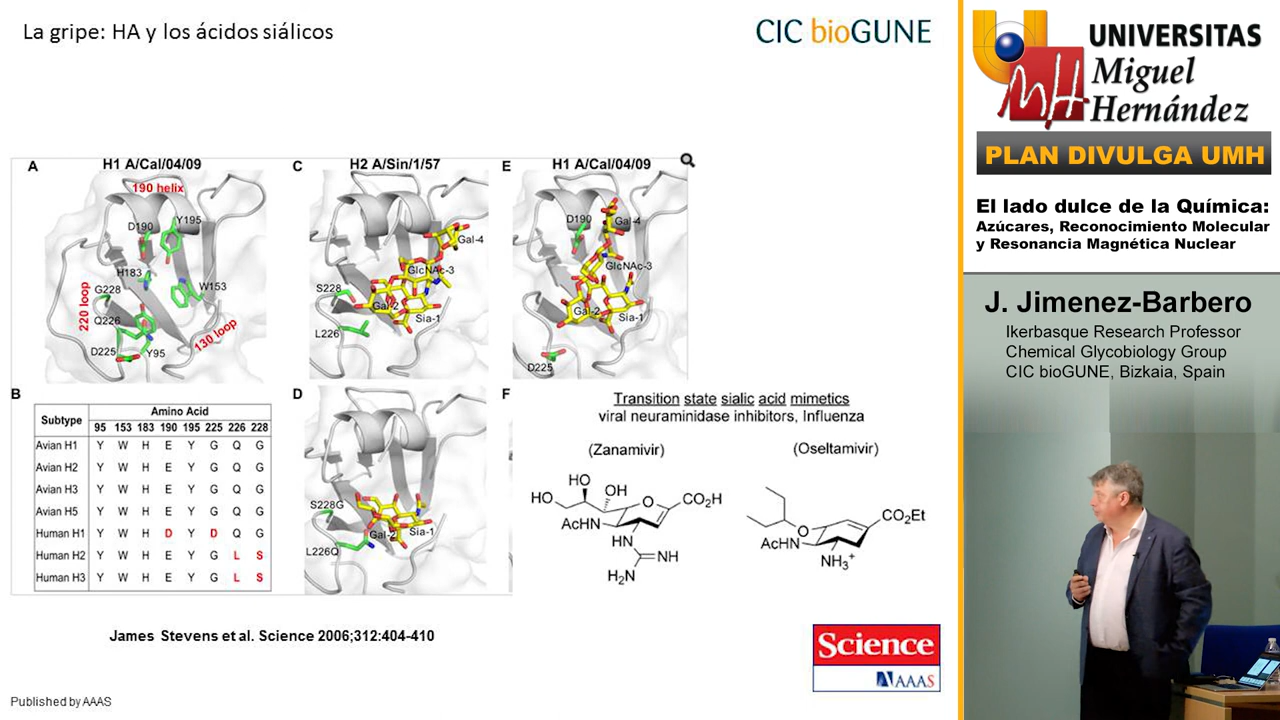 La gripe: HA y los ácidos siálicos
CIC bioGUNE
A
H1 A/Cal/04/09
190 helix
D190
Y195
H183
G228
W153
220 loop
Q226
130 loop
D225
Y95
C
H2 A/Sin/1/57
Gal-4
GlcNAc-3
S228
Gal-2
Sia-1
L226
E
H1 A/Cal/04/09
D190
Gal-4
GlcNAc-3
Gal-2
Sia-1
D225
B
Subtype
Amino Acid
95 153 183 190 195 225 226 228
Avian H1 Y W H E Y G Q G
Avian H2 Y W H E Y G Q G
Avian H3 Y W H E Y G Q G
Avian H5 Y W H E Y G Q G
Human H1 Y W H D Y D Q G
Human H2 Y W H E Y G L S
Human H3 Y W H E Y G L S
D
S228G
Gal-2
Sia-1
L226Q
F
Transition state sialic acid mimetics
viral neuraminidase inhibitors, Influenza
(Zanamivir)
HO
HO
OH
O
CO₂H
AcHN
HN
NH
H₂N
(Oseltamivir)
O
CO₂Et
AcHN
NH₃⁺
James Stevens et al. Science 2006;312:404-410
Science
AAAS
Published by AAAS
UNIVERSITAS
Miguel
Hernández
PLAN DIVULGA UMH
El lado dulce de la Química:
Azúcares, Reconocimiento Molecular
y Resonancia Magnética Nuclear
J. Jimenez-Barbero
Ikerbasque Research Professor
Chemical Glycobiology Group
CIC bioGUNE, Bizkaia, Spain